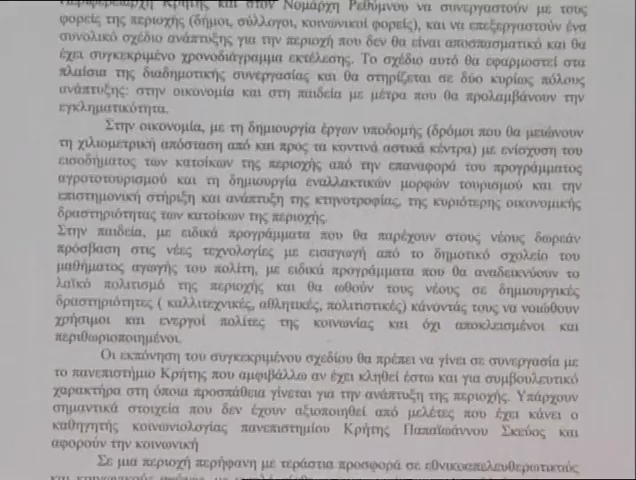 Περιφερειάρχη Κρήτης και στον Νομάρχη Ρεθύμνου να συνεργαστούν με τους
φορείς της περιοχής (δήμοι, σύλλογοι, κοινωνικοί φορείς), και να επεξεργαστούν ένα
συνολικό σχέδιο ανάπτυξης για την περιοχή που δεν θα είναι αποσπασματικό και θα
έχει συγκεκριμένο χρονοδιάγραμμα εκτέλεσης. Το σχέδιο αυτό θα εφαρμοστεί στα
πλαίσια της διαδημοτικής συνεργασίας και θα στηρίζεται σε δύο κυρίως πόλους
ανάπτυξης: στην οικονομία και στη παιδεία με μέτρα που θα προλαμβάνουν την
εγκληματικότητα.
Στην οικονομία, με τη δημιουργία έργων υποδομής (δρόμοι που θα μειώνουν
τη χιλιομετρική απόσταση από και προς τα κοντινά αστικά κέντρα) με ενίσχυση του
εισοδήματος των κατοίκων της περιοχής από την επαναφορά του προγράμματος
αγροτοτουρισμού και τη δημιουργία εναλλακτικών μορφών τουρισμού και την
επιστημονική στήριξη και ανάπτυξη της κτηνοτροφίας, της κυριότερης οικονομικής
δραστηριότητας των κατοίκων της περιοχής.
Στην παιδεία, με ειδικά προγράμματα που θα παρέχουν στους νέους δωρεάν
πρόσβαση στις νέες τεχνολογίες με εισαγωγή από το δημοτικό σχολείο του
μαθήματος αγωγής του πολίτη, με ειδικά προγράμματα που θα αναδεικνύουν το
λαϊκό πολιτισμό της περιοχής και θα ωθούν τους νέους σε δημιουργικές
δραστηριότητες ( καλλιτεχνικές, αθλητικές, πολιτιστικές) κάνοντάς τους να νοιώθουν
χρήσιμοι και ενεργοί πολίτες της κοινωνίας και όχι αποκλεισμένοι και
περιθωριοποιημένοι.
Οι εκπόνηση του συγκεκριμένου σχεδίου θα πρέπει να γίνει σε συνεργασία με
το πανεπιστήμιο Κρήτης που αμφιβάλλω αν έχει κληθεί έστω και για συμβουλευτικό
χαρακτήρα στη όποια προσπάθεια γίνεται για την ανάπτυξη της περιοχής. Υπάρχουν
σημαντικά στοιχεία που δεν έχουν αξιοποιηθεί από μελέτες που έχει κάνει ο
καθηγητής κοινωνιολογίας πανεπιστημίου Κρήτης Παπαϊωάννου Σκεύος και
αφορούν την κοινωνική
Σε μια περιοχή περήφανη με τεράστια προσφορά σε εθνικοαπελευθερωτικούς